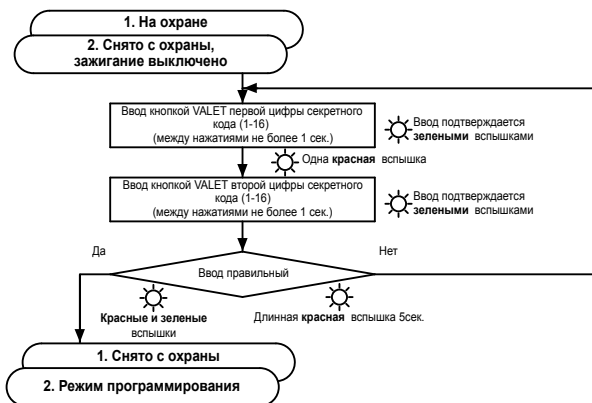 1. На охране
2. Снято с охраны,
зажигание выключено
Ввод кнопкой VALET первой цифры секретного
кода (1-16)
(между нажатиями не более 1 сек.)
Ввод подтверждается
зелеными вспышками
Одна красная вспышка
Ввод кнопкой VALET второй цифры секретного
кода (1-16)
(между нажатиями не более 1 сек.)
Ввод подтверждается
зелеными вспышками
Да
Нет
Ввод правильный
Красные и зеленые
вспышки
Длинная красная вспышка 5сек.
1. Снято с охраны
2. Режим программирования